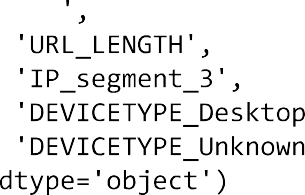 ',
'URL_LENGTH',
'IP_segment_3',
'DEVICETYPE_Desktop
'DEVICETYPE_Unknown
dtype='object')